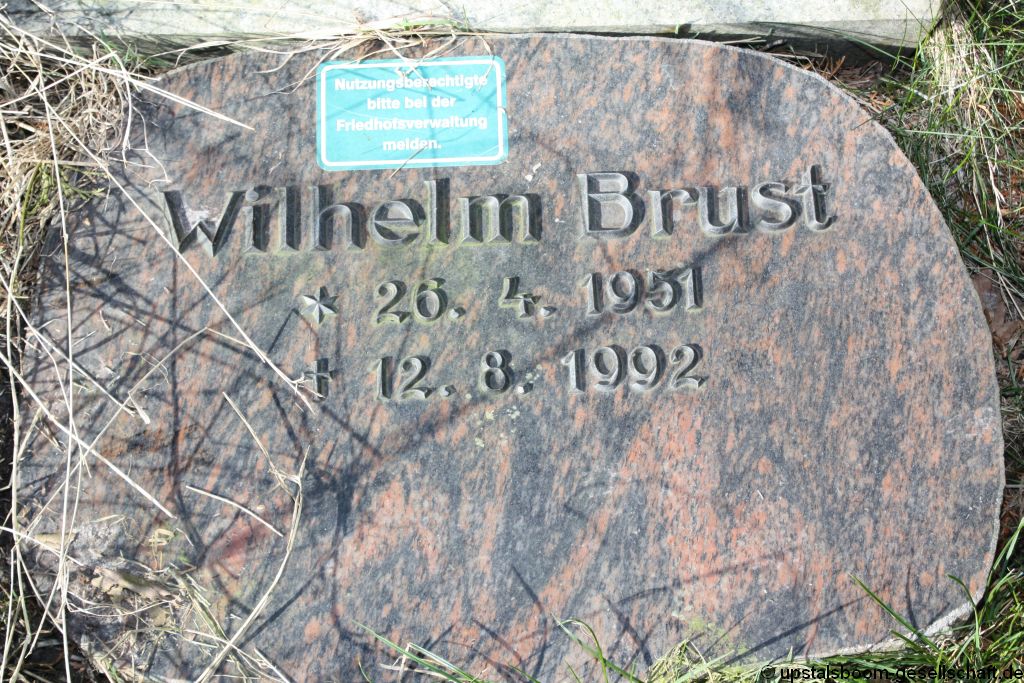 Nutzungsberechtigte
bitte bei der
Friedhofsverwaltung
melden.
Wilhelm Brust
* 26. 4. 1951
† 12. 8. 1992
© upstalsboom-gesellschaft.de